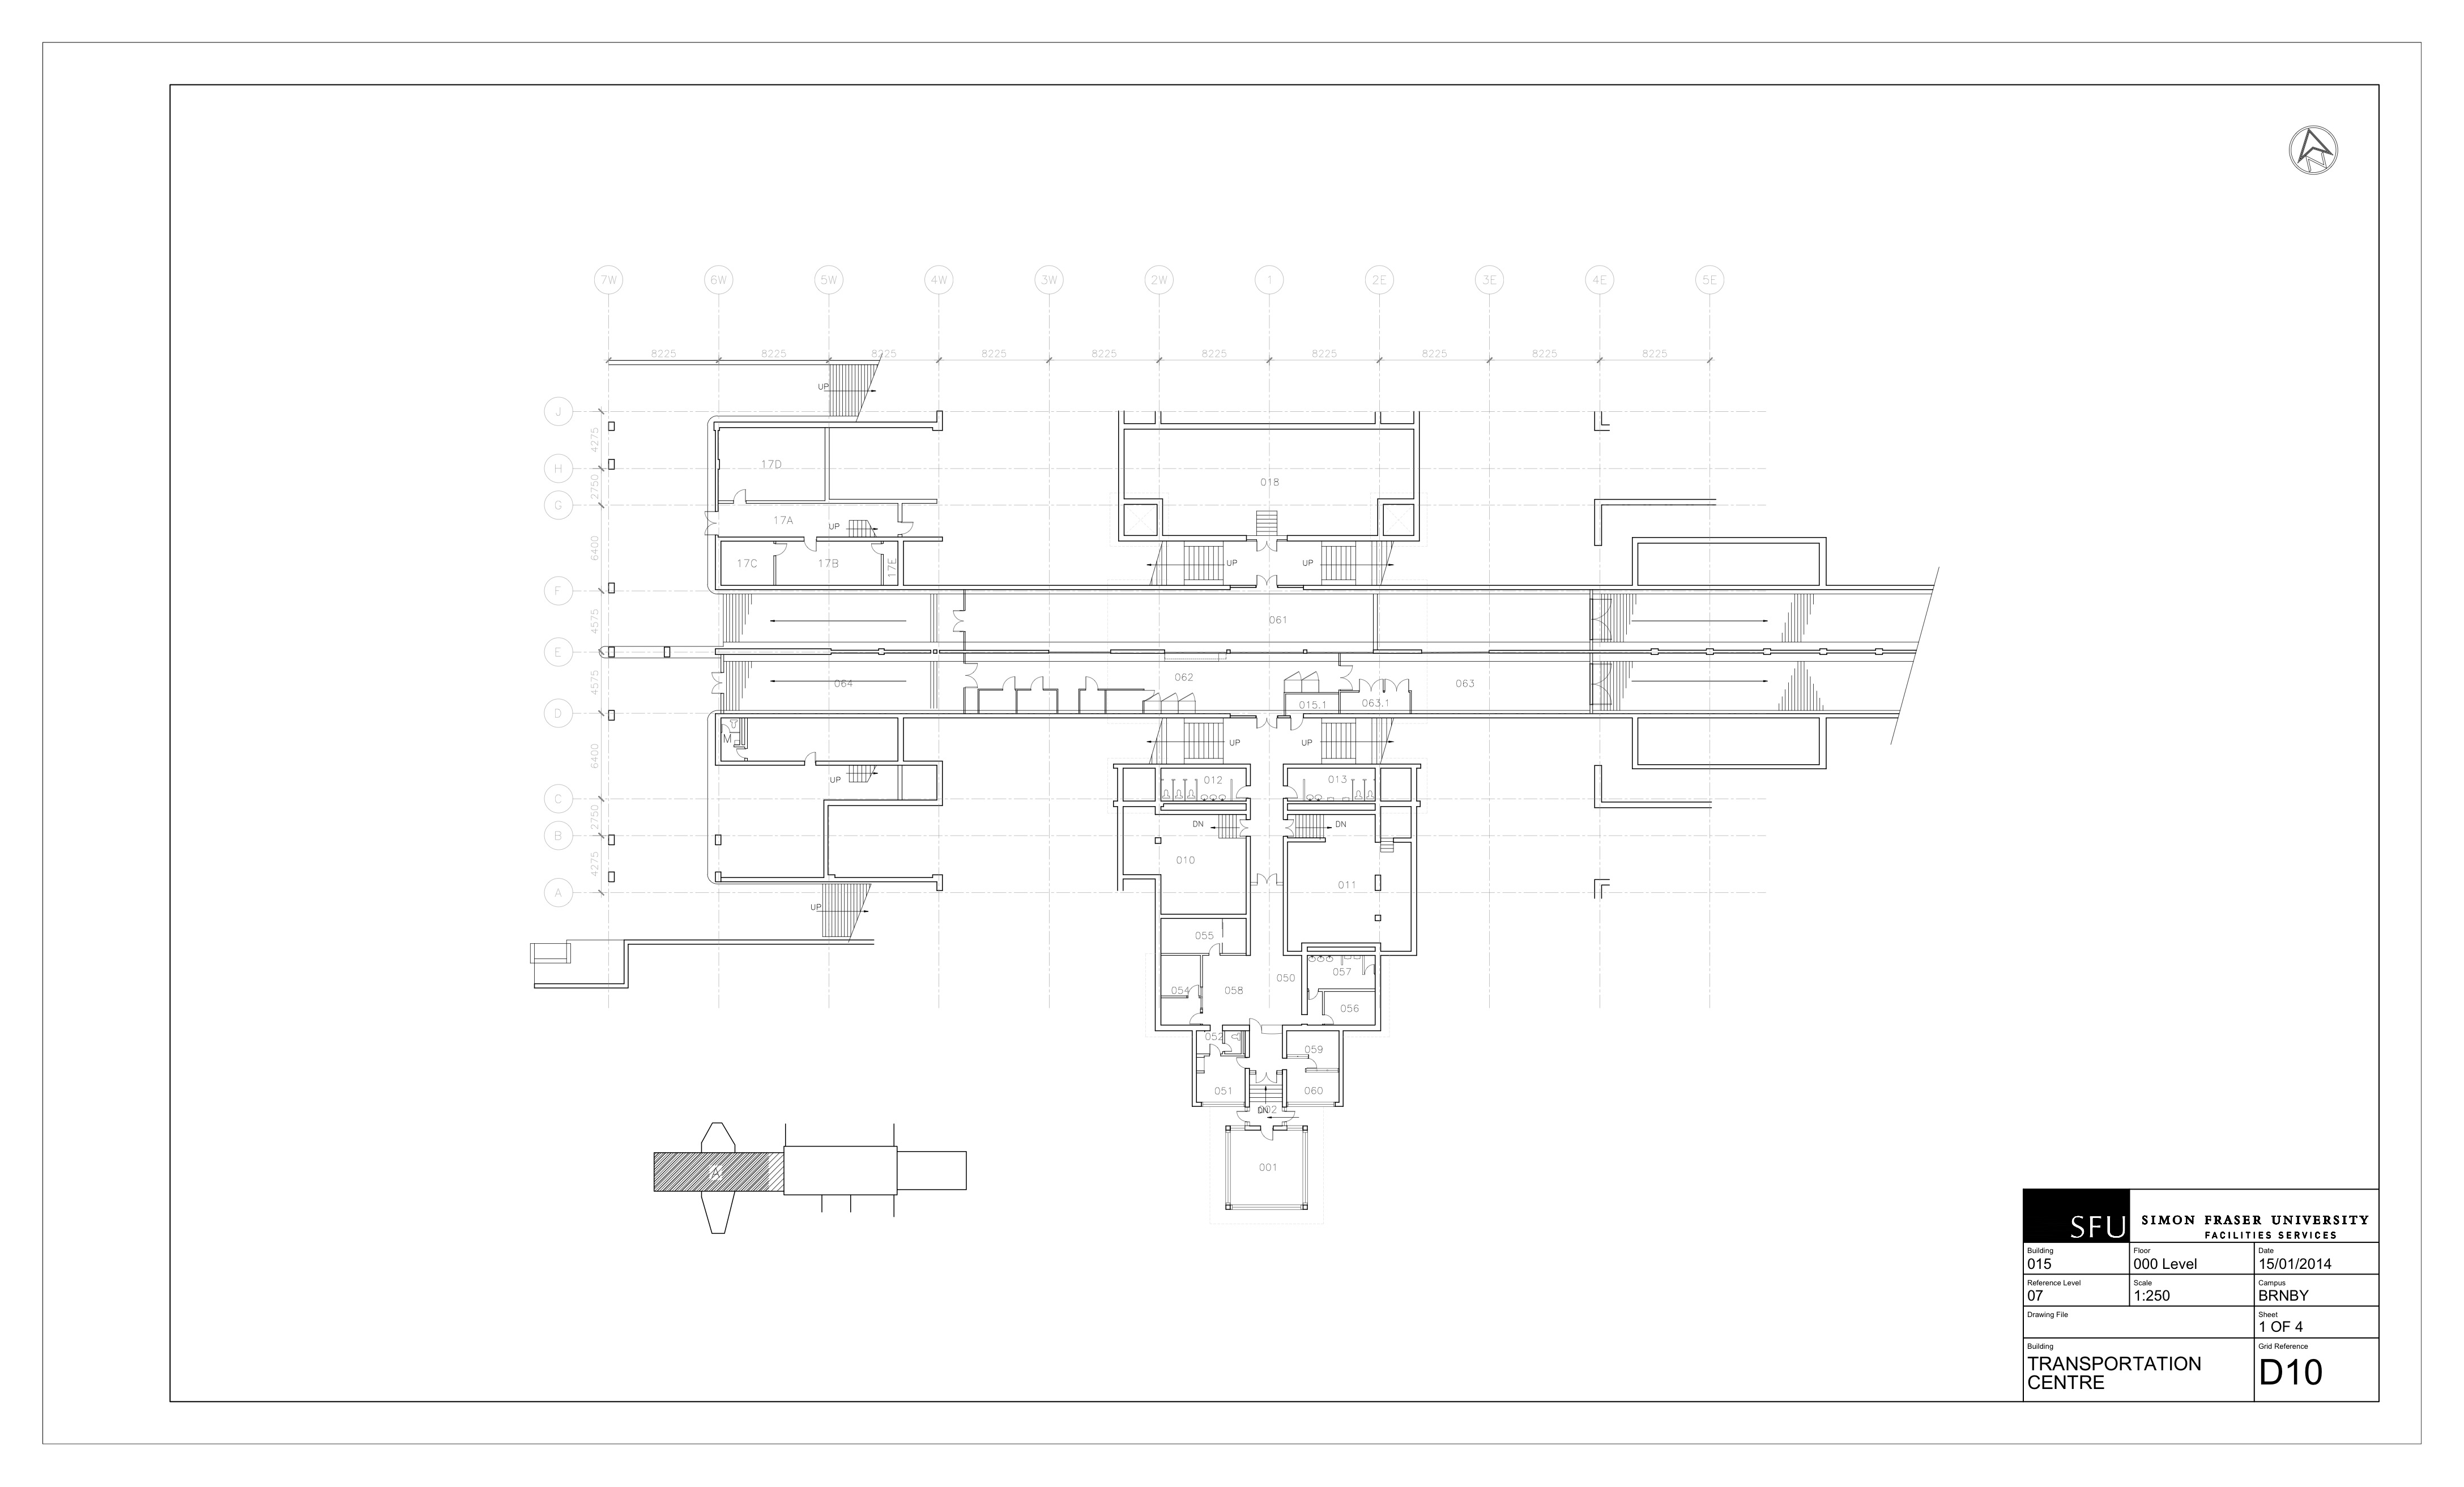 7W 6W 5W 4W 3W 2W 1 2E 3E 4E 5E
8225 8225 8225 8225 8225 8225 8225 8225 8225 8225
UP
J
4275
H
17D
2750
018
G
17A
UP
6400
17C 17B 17E
UP UP
F
4575
061
E
4575
064
062
063
015.1
063.1
D
M
UP UP
6400
UP
012
013
C
2750
DN DN
B
010
4275
011
A
UP
055
057
050
054
058
056
052
059
051
060
002
DN
001
A
N
SFU
SIMON FRASER UNIVERSITY
FACILITIES SERVICES
Building Floor Date
015 000 Level 15/01/2014
Reference Level Scale Campus
07 1:250 BRNBY
Drawing File Sheet
1 OF 4
Building Grid Reference
TRANSPORTATION
CENTRE
D10